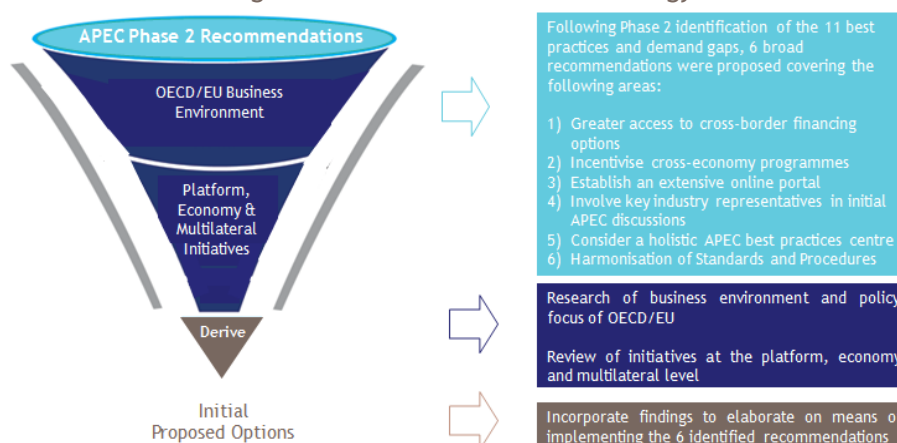 APEC Phase 2 Recommendations
OECD/EU Business
Environment
Platform,
Economy &
Multilateral
Initiatives
Derive
Initial
Proposed Options
Following Phase 2 identification of the 11 best
practices and demand gaps, 6 broad
recommendations were proposed covering the
following areas:
1) Greater access to cross-border financing
options
2) Incentivise cross-economy programmes
3) Establish an extensive online portal
4) Involve key industry representatives in initial
APEC discussions
5) Consider a holistic APEC best practices centre
6) Harmonisation of Standards and Procedures
Research of business environment and policy
focus of OECD/EU
Review of initiatives at the platform, economy
and multilateral level
Incorporate findings to elaborate on means
implementing the 6 identified recommendations